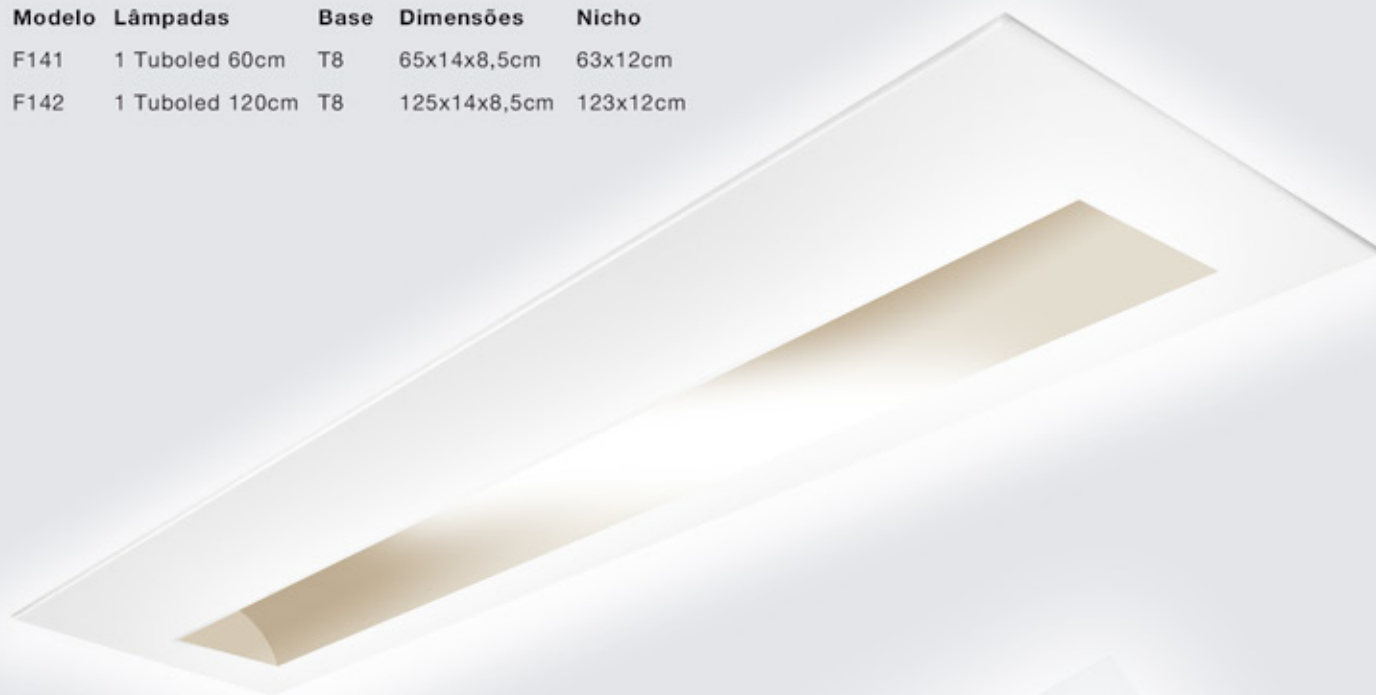 Modelo Lâmpadas Base Dimensões Nicho
F141 1 Tuboled 60cm T8 65x14x8,5cm 63x12cm
F142 1 Tuboled 120cm T8 125x14x8,5cm 123x12cm